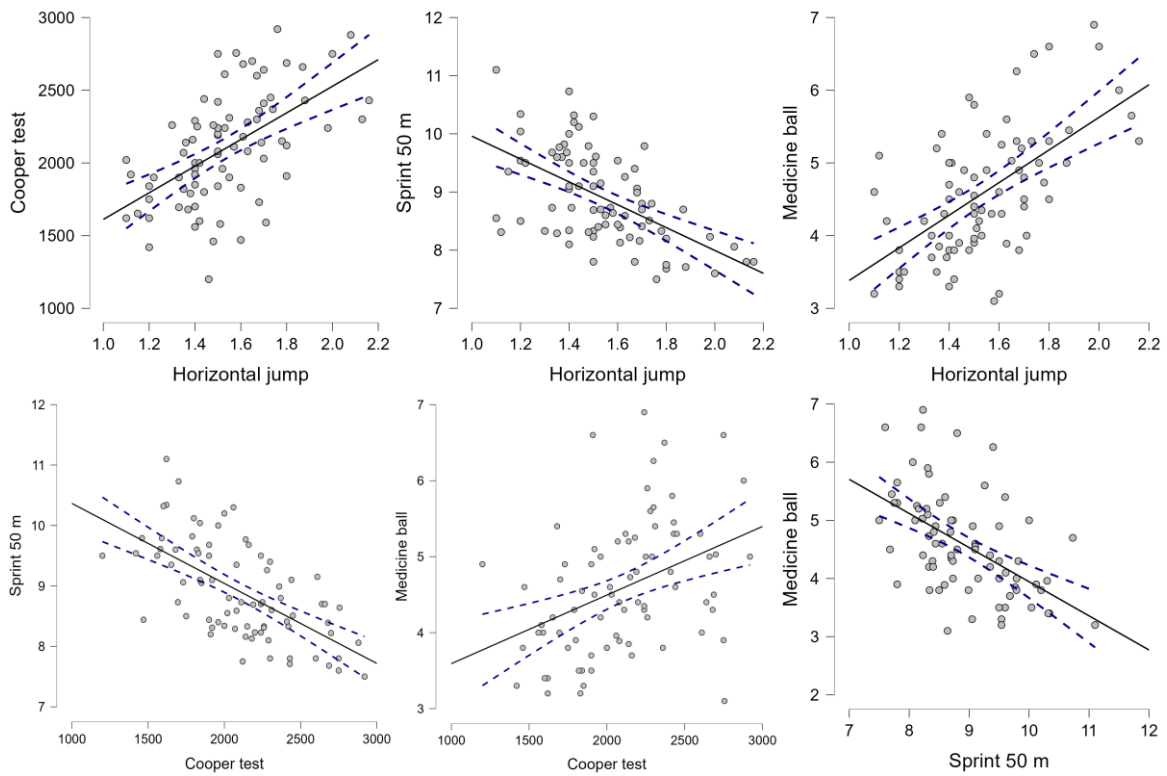 3000
2500
2000
1500
1000
Cooper test
1.0 1.2 1.4 1.6 1.8 2.0 2.2
Horizontal jump
12
11
10
9
8
7
Sprint 50 m
1.0 1.2 1.4 1.6 1.8 2.0 2.2
Horizontal jump
7
6
5
4
3
Medicine ball
1.0 1.2 1.4 1.6 1.8 2.0 2.2
Horizontal jump
12
11
10
9
8
7
Sprint 50 m
1000 1500 2000 2500 3000
Cooper test
7
6
5
4
3
Medicine ball
1000 1500 2000 2500 3000
Cooper test
7
6
5
4
3
2
Medicine ball
7 8 9 10 11 12
Sprint 50 m